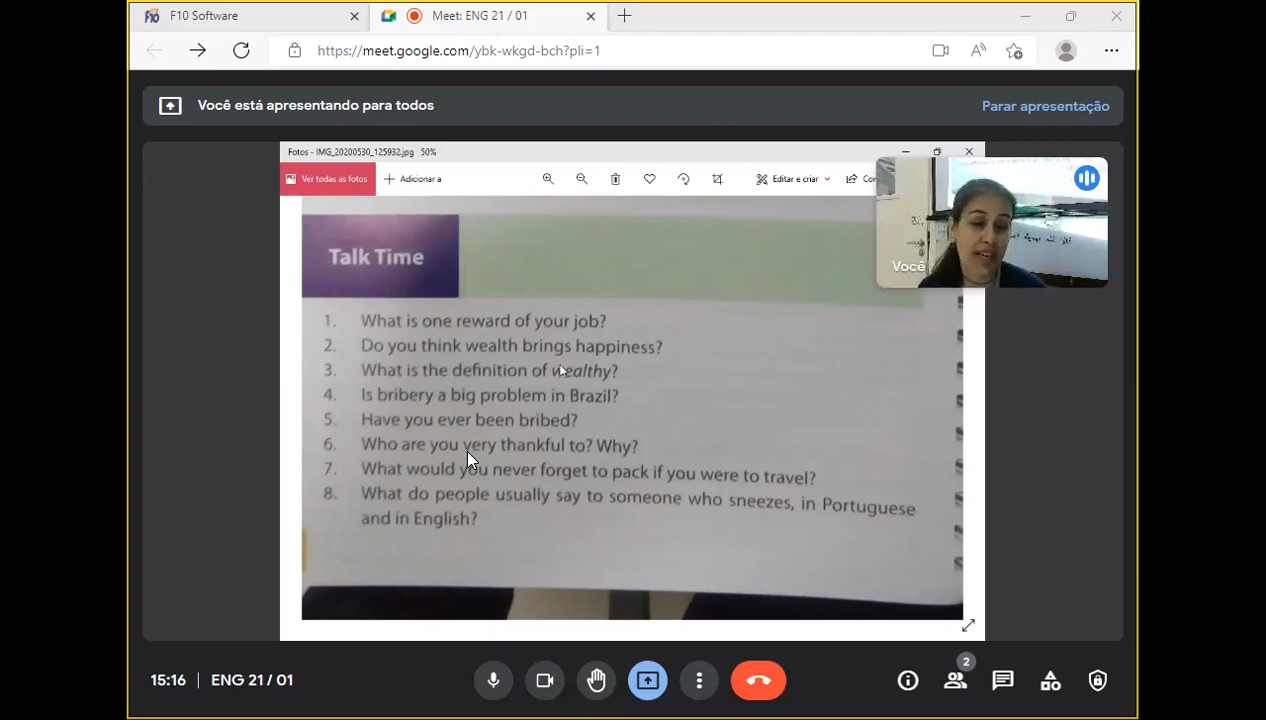 F10 Software
Meet: ENG 21 / 01
https://meet.google.com/ybk-wkgd-bch?pli=1
Você está apresentando para todos
Parar apresentação
Fotos - IMG_20200530_125932.jpg 50%
Ver todas as fotos
Adicionar a
Editar e criar
Talk Time
Você
1. What is one reward of your job?
2. Do you think wealth brings happiness?
3. What is the definition of wealthy?
4. Is bribery a big problem in Brazil?
5. Have you ever been bribed?
6. Who are you very thankful to? Why?
7. What would you never forget to pack if you were to travel?
8. What do people usually say to someone who sneezes, in Portuguese
and in English?
15:16 ENG 21 / 01
2